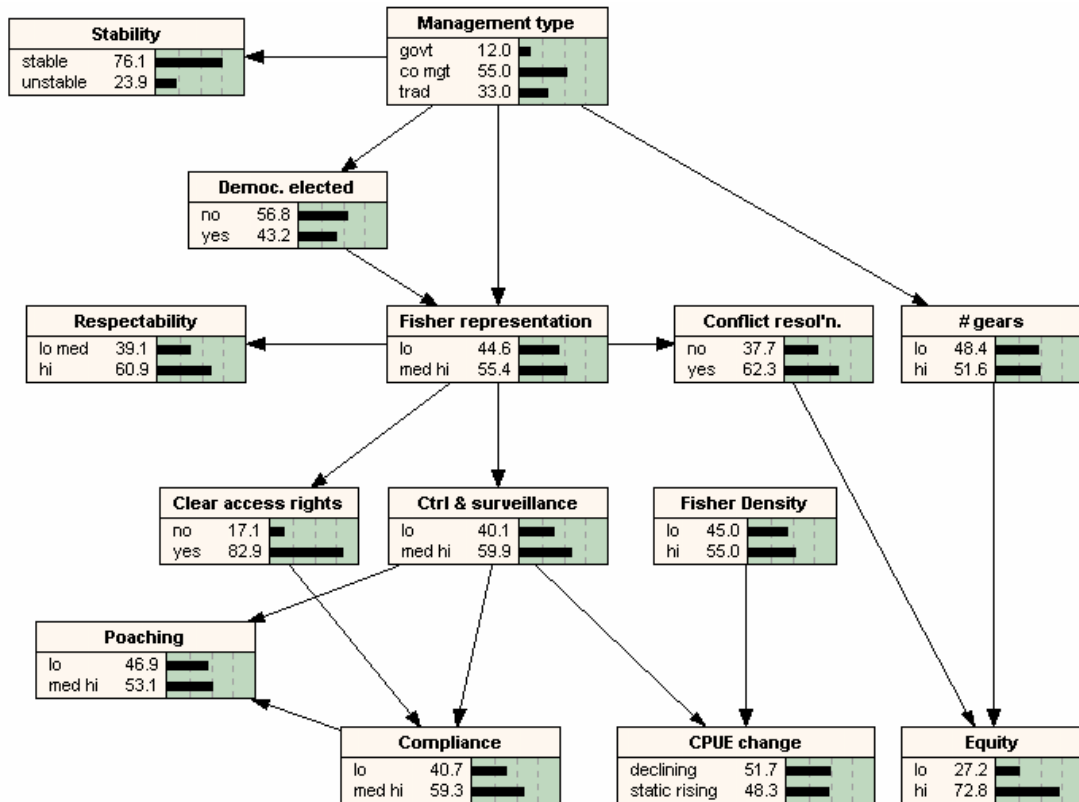 Management type
govt 12.0
co mgt 55.0
trad 33.0
Stability
stable 76.1
unstable 23.9
Democ. elected
no 56.8
yes 43.2
Respectability
lo med 39.1
hi 60.9
Fisher representation
lo 44.6
med hi 55.4
Conflict resol'n.
no 37.7
yes 62.3
# gears
lo 48.4
hi 51.6
Clear access rights
no 17.1
yes 82.9
Ctrl & surveillance
lo 40.1
med hi 59.9
Fisher Density
lo 45.0
hi 55.0
Poaching
lo 46.9
med hi 53.1
Compliance
lo 40.7
med hi 59.3
CPUE change
declining 51.7
static rising 48.3
Equity
lo 27.2
hi 72.8